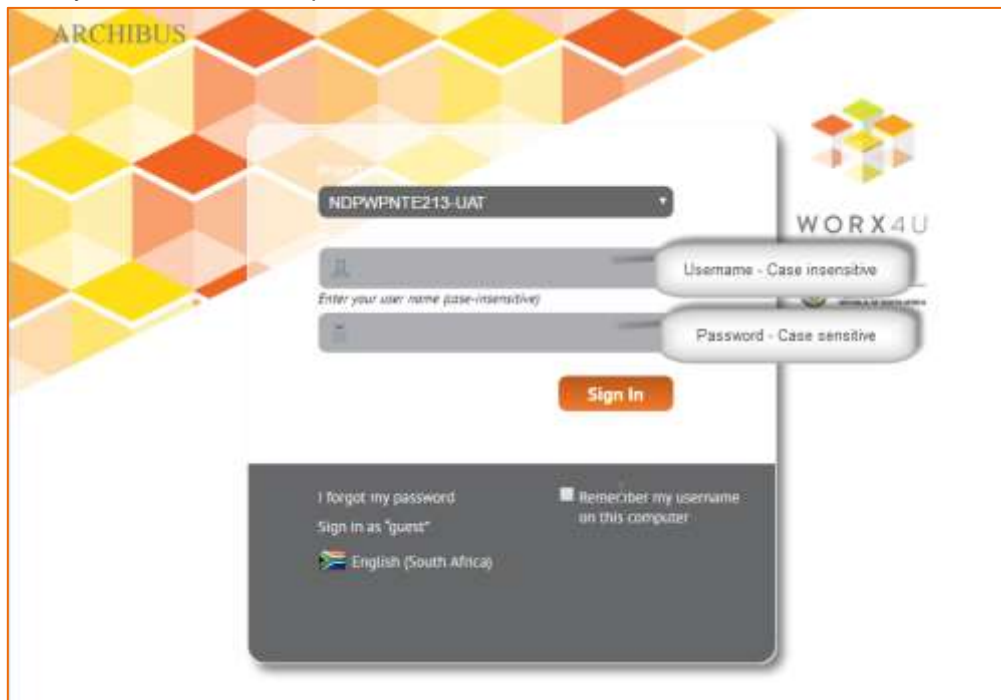 ARCHIBUS
NDPWPNTE213-UAT
WORX4U
Username - Case insensitive
Enter your user name (case-insensitive)
Password - Case sensitive
Sign In
I forgot my password
Remember my username
on this computer
Sign in as "guest"
English (South Africa)